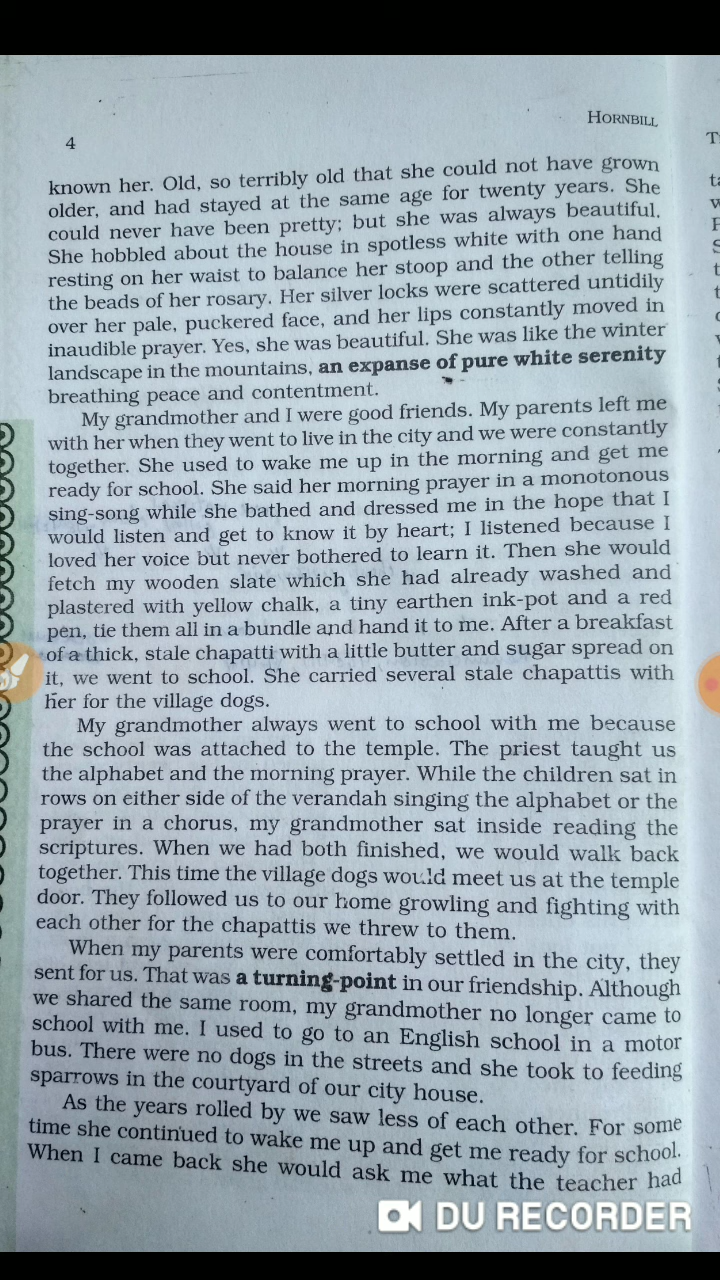 HORNBILL
4
known her. Old, so terribly old that she could not have grown
older, and had stayed at the same age for twenty years. She
could never have been pretty; but she was always beautiful.
She hobbled about the house in spotless white with one hand
resting on her waist to balance her stoop and the other telling
the beads of her rosary. Her silver locks were scattered untidily
over her pale, puckered face, and her lips constantly moved in
inaudible prayer. Yes, she was beautiful. She was like the winter
landscape in the mountains, an expanse of pure white serenity
breathing peace and contentment.
My grandmother and I were good friends. My parents left me
with her when they went to live in the city and we were constantly
together. She used to wake me up in the morning and get me
ready for school. She said her morning prayer in a monotonous
sing-song while she bathed and dressed me in the hope that I
would listen and get to know it by heart; I listened because I
loved her voice but never bothered to learn it. Then she would
fetch my wooden slate which she had already washed and
plastered with yellow chalk, a tiny earthen ink-pot and a red
pen, tie them all in a bundle and hand it to me. After a breakfast
of a thick, stale chapatti with a little butter and sugar spread on
it, we went to school. She carried several stale chapattis with
her for the village dogs.
My grandmother always went to school with me because
the school was attached to the temple. The priest taught us
the alphabet and the morning prayer. While the children sat in
rows on either side of the verandah singing the alphabet or the
prayer in a chorus, my grandmother sat inside reading the
scriptures. When we had both finished, we would walk back
together. This time the village dogs would meet us at the temple
door. They followed us to our home growling and fighting with
each other for the chapattis we threw to them.
When my parents were comfortably settled in the city, they
sent for us. That was a turning-point in our friendship. Although
we shared the same room, my grandmother no longer came to
school with me. I used to go to an English school in a motor
bus. There were no dogs in the streets and she took to feeding
sparrows in the courtyard of our city house.
As the years rolled by we saw less of each other. For some
time she continued to wake me up and get me ready for school.
When I came back she would ask me what the teacher had
DU RECORDER